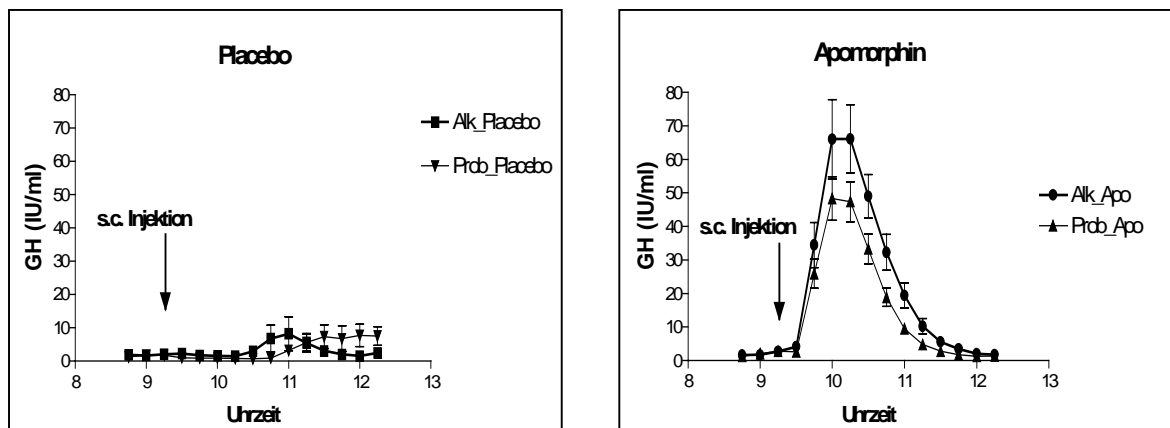 Placebo
80
70
60
50
40
30
20
10
0
GH (IU/ml)
s.c. Injektion
Alk_Placebo
Prob_Placebo
8 9 10 11 12 13
Uhrzeit
Apomorphin
80
70
60
50
40
30
20
10
0
GH (IU/ml)
s.c. Injektion
Alk_Apo
Prob_Apo
8 9 10 11 12 13
Uhrzeit